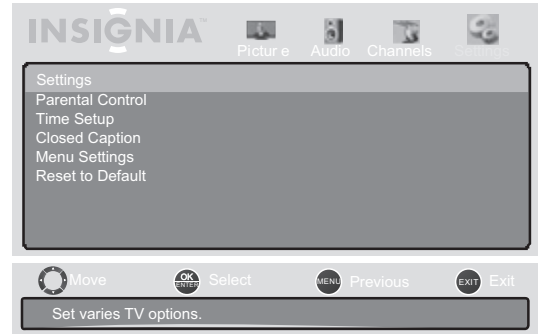 INSIGNIA™
Pictur e Audio Channels Settings
Settings
Parental Control
Time Setup
Closed Caption
Menu Settings
Reset to Default
Move OK ENTER Select MENU Previous EXIT Exit
Set varies TV options.